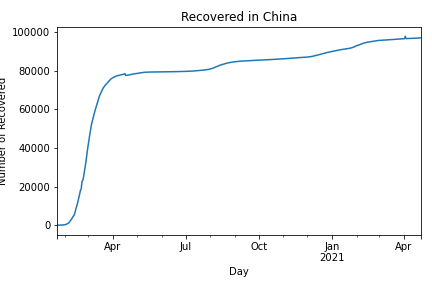 Recovered in China
Number of Recovered
100000
80000
60000
40000
20000
0
Apr
Jul
Oct
Jan
2021
Apr
Day